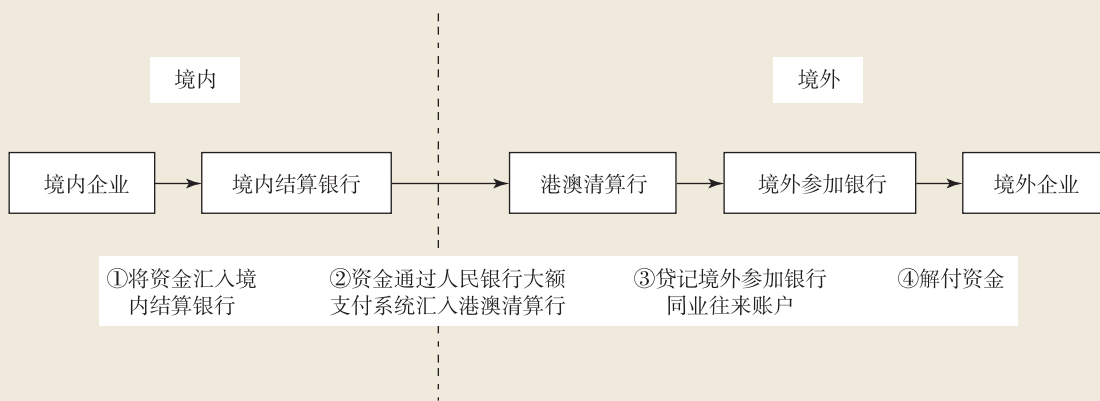 境内
境外
境内企业
境内结算银行
港澳清算行
境外参加银行
境外企业
①将资金汇入境
内结算银行
②资金通过人民银行大额
支付系统汇入港澳清算行
③贷记境外参加银行
同业往来账户
④解付资金